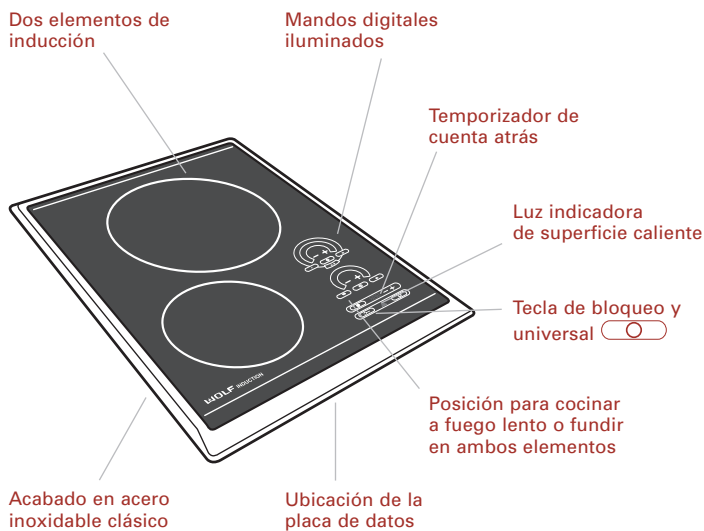 Dos elementos de
inducción
Mandos digitales
iluminados
Temporizador de
cuenta atrás
Luz indicadora
de superficie caliente
Tecla de bloqueo y
universal
Posición para cocinar
a fuego lento o fundir
en ambos elementos
WOLF INDUCTION
Acabado en acero
inoxidable clásico
Ubicación de la
placa de datos